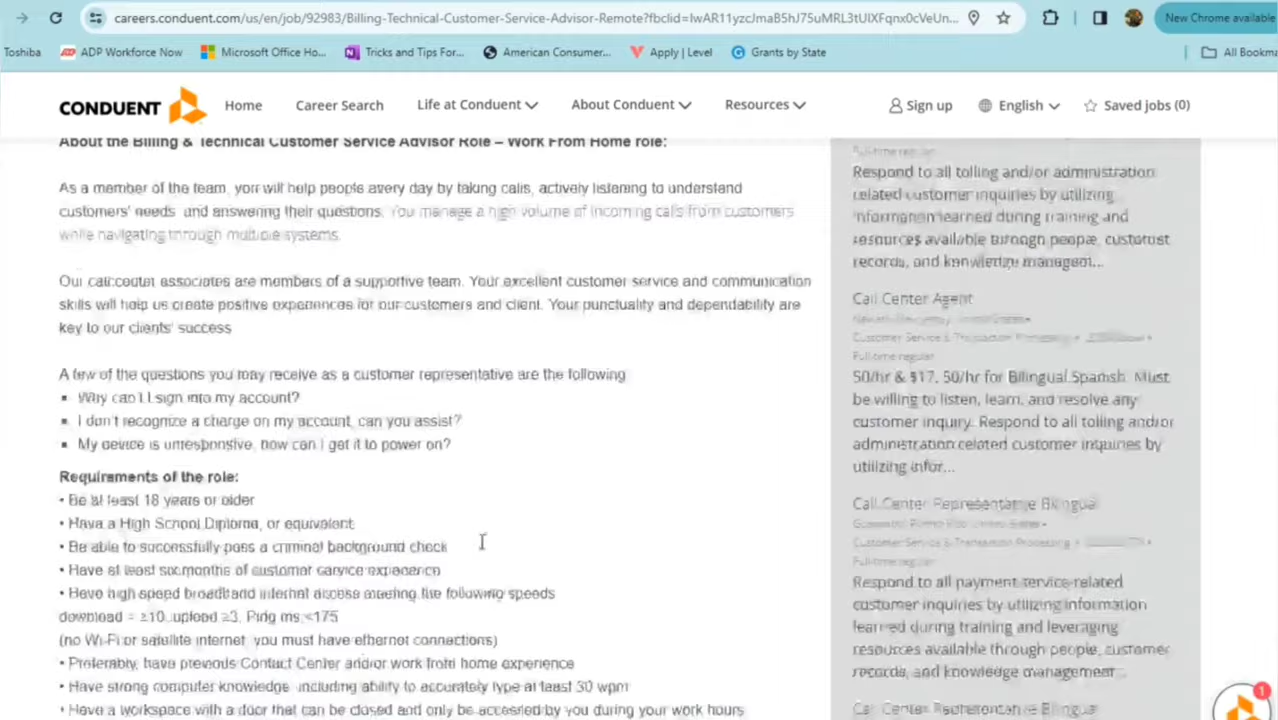 careers.conduent.com/us/en/job/92983/Billing-Technical-Customer-Service-Advisor-Remote?fbclid=IwAR11yzcJmaB5hJ75uMRL3tUIXFqnx0cVeUn...
New Chrome available
Toshiba
ADP Workforce Now
Microsoft Office Ho...
Tricks and Tips For...
American Consumer...
Apply | Level
Grants by State
All Bookma
CONDUENT
Home
Career Search
Life at Conduent
About Conduent
Resources
Sign up
English
Saved jobs (0)
About the Billing & Technical Customer Service Advisor Role – Work From Home role:
As a member of the team, you will help people every day by taking calls, actively listening to understand
customers' needs and answering their questions. You manage a high volume of incoming calls from customers
while navigating through multiple systems.
Our call center associates are members of a supportive team. Your excellent customer service and communication
skills will help us create positive experiences for our customers and client. Your punctuality and dependability are
key to our clients' success
A few of the questions you may receive as a customer representative are the following
▪ Why can't I sign into my account?
▪ I don't recognize a charge on my account, can you assist?
▪ My device is unresponsive, how can I get it to power on?
Requirements of the role:
• Be at least 18 years or older
• Have a High School Diploma, or equivalent
• Be able to successfully pass a criminal background check
• Have at least six months of customer service experience
• Have high speed broadband internet access meeting the following speeds
download = ≥10, upload ≥3, Ping ms <175
(no Wi-Fi or satellite internet you must have ethernet connections)
• Preferably, have previous Contact Center and/or work from home experience
• Have strong computer knowledge including ability to accurately type at least 30 wpm
• Have a workspace with a door that can be closed and only be accessed by you during your work hours
Full-time regular
Respond to all tolling and/or administration
related customer inquiries by utilizing
information learned during training and
resources available through people, customer
records, and knowledge managem...
Call Center Agent
Customer Service & Transaction Processing •
Full-time regular
50/hr & $17. 50/hr for Bilingual Spanish. Must
be willing to listen, learn, and resolve any
customer inquiry. Respond to all tolling and/or
administration related customer inquiries by
utilizing infor...
Call Center Representative Bilingual
Customer Service & Transaction Processing •
Full-time regular
Respond to all payment service-related
customer inquiries by utilizing information
learned during training and leveraging
resources available through people, customer
records, and knowledge management...
Call Center Representative Bilingual
1